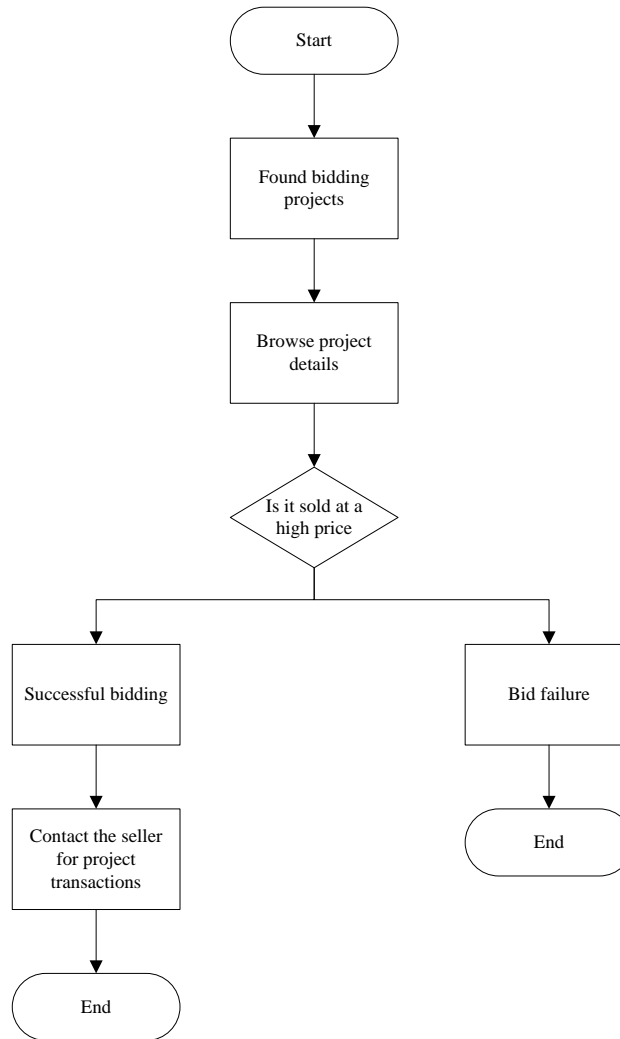 Start
Found bidding
projects
Browse project
details
Is it sold at a
high price
Successful bidding
Bid failure
Contact the seller
for project
transactions
End
End